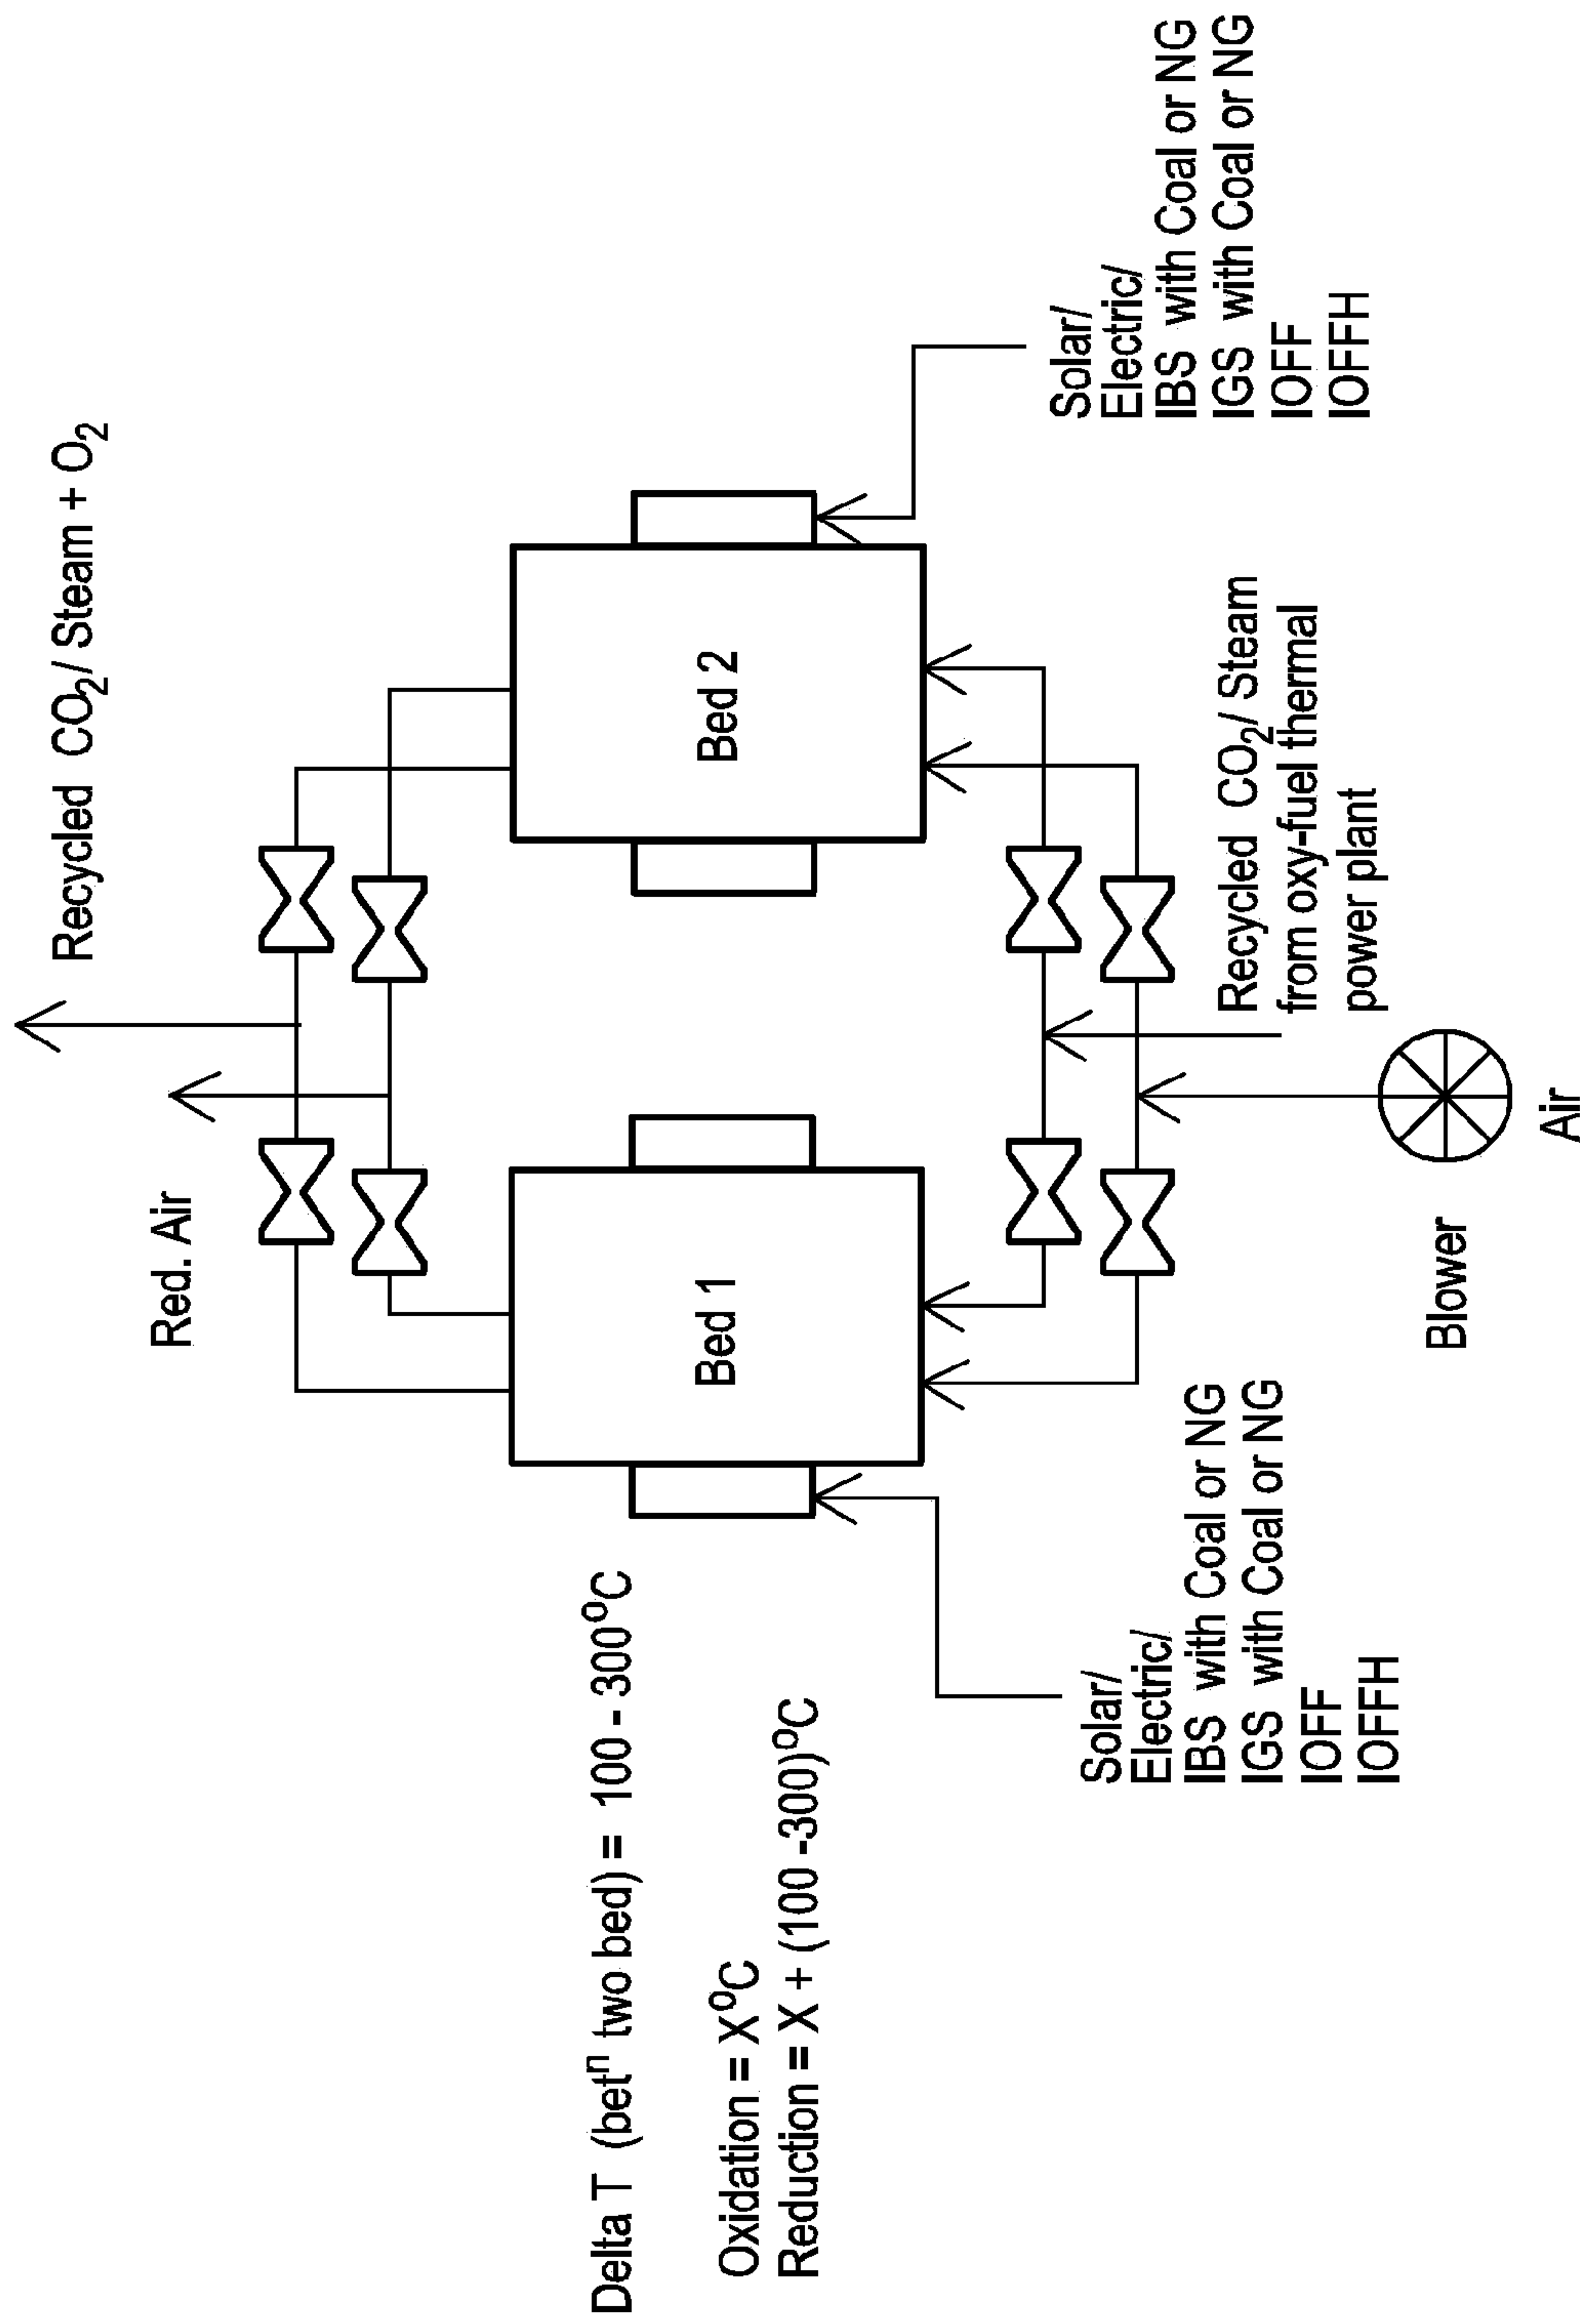 Recycled CO2/ Steam + O2
Red. Air
Delta T (betn two bed) = 100 - 300oC
Oxidation = XoC
Reduction = X + (100 -300)oC
Bed 1
Bed 2
Solar/
Electric/
IBS with Coal or NG
IGS with Coal or NG
IOFF
IOFFH
Solar/
Electric/
IBS with Coal or NG
IGS with Coal or NG
IOFF
IOFFH
Recycled CO2/ Steam
from oxy-fuel thermal
power plant
Blower
Air